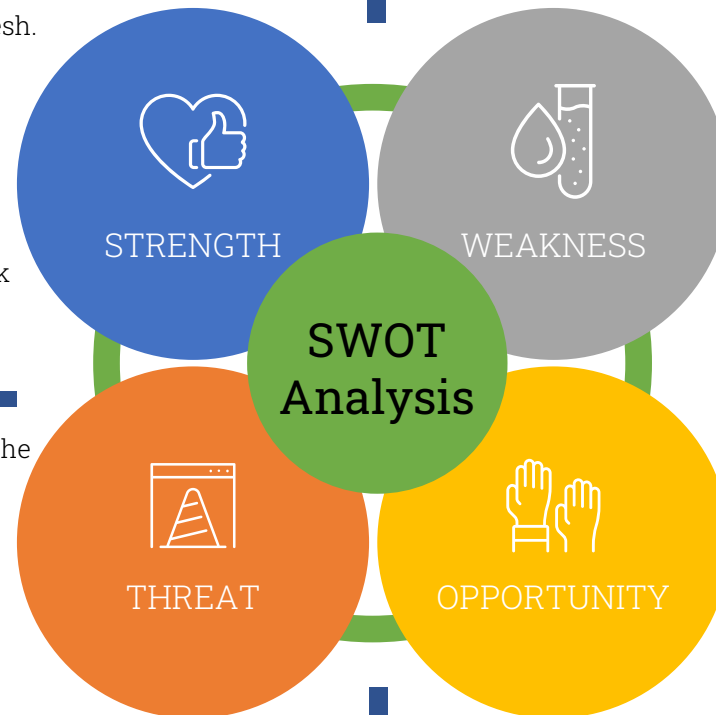 esh.
STRENGTH
WEAKNESS
k
SWOT
Analysis
he
THREAT
OPPORTUNITY